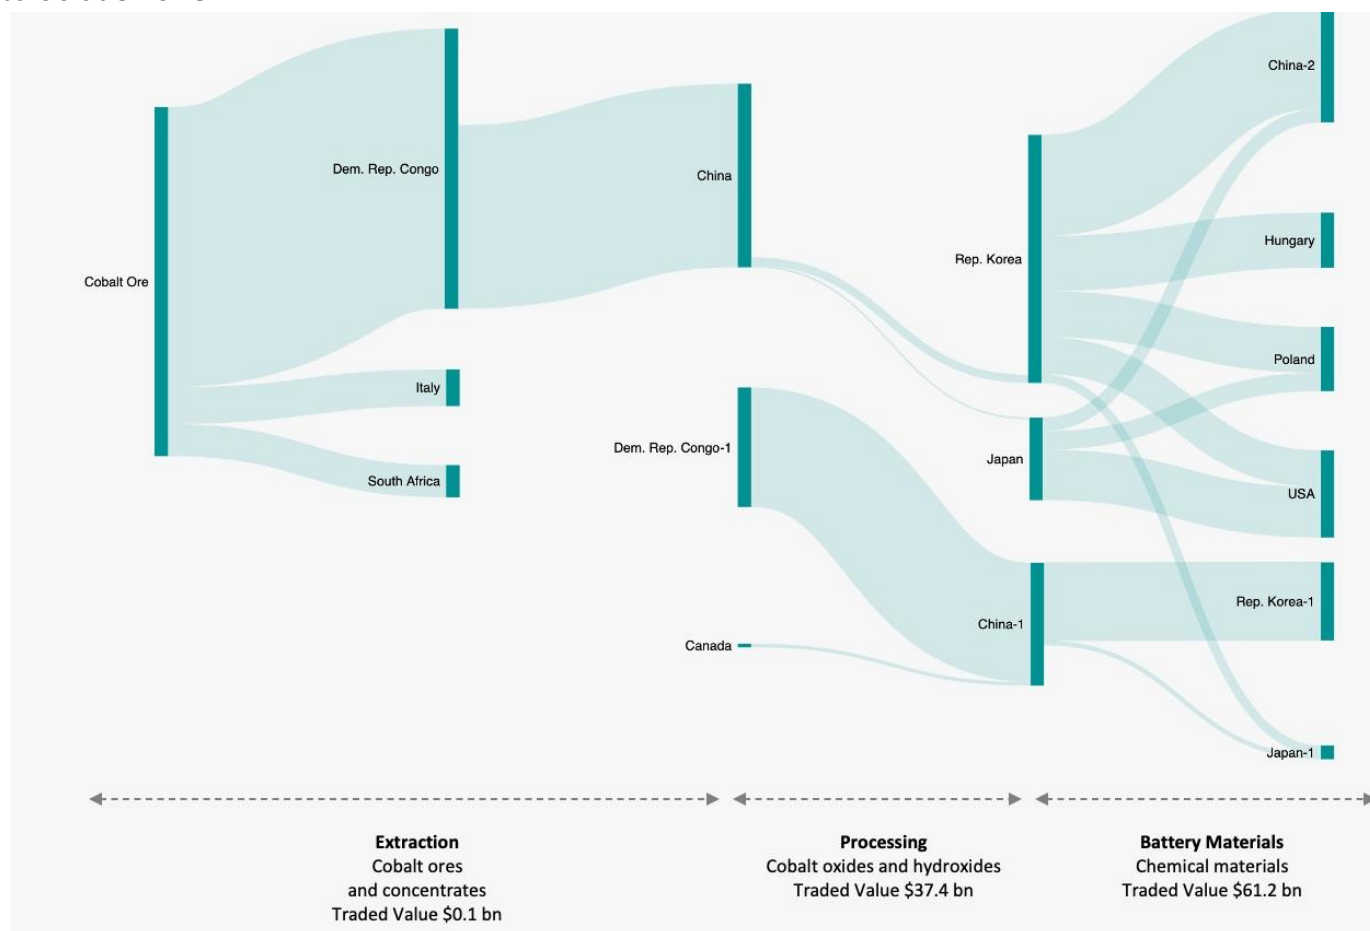 China-2
Dem. Rep. Congo
China
Hungary
Rep. Korea
Cobalt Ore
Poland
Italy
Dem. Rep. Congo-1
Japan
South Africa
USA
Rep. Korea-1
China-1
Canada
Japan-1
Extraction
Cobalt ores
and concentrates
Traded Value $0.1 bn
Processing
Cobalt oxides and hydroxides
Traded Value $37.4 bn
Battery Materials
Chemical materials
Traded Value $61.2 bn